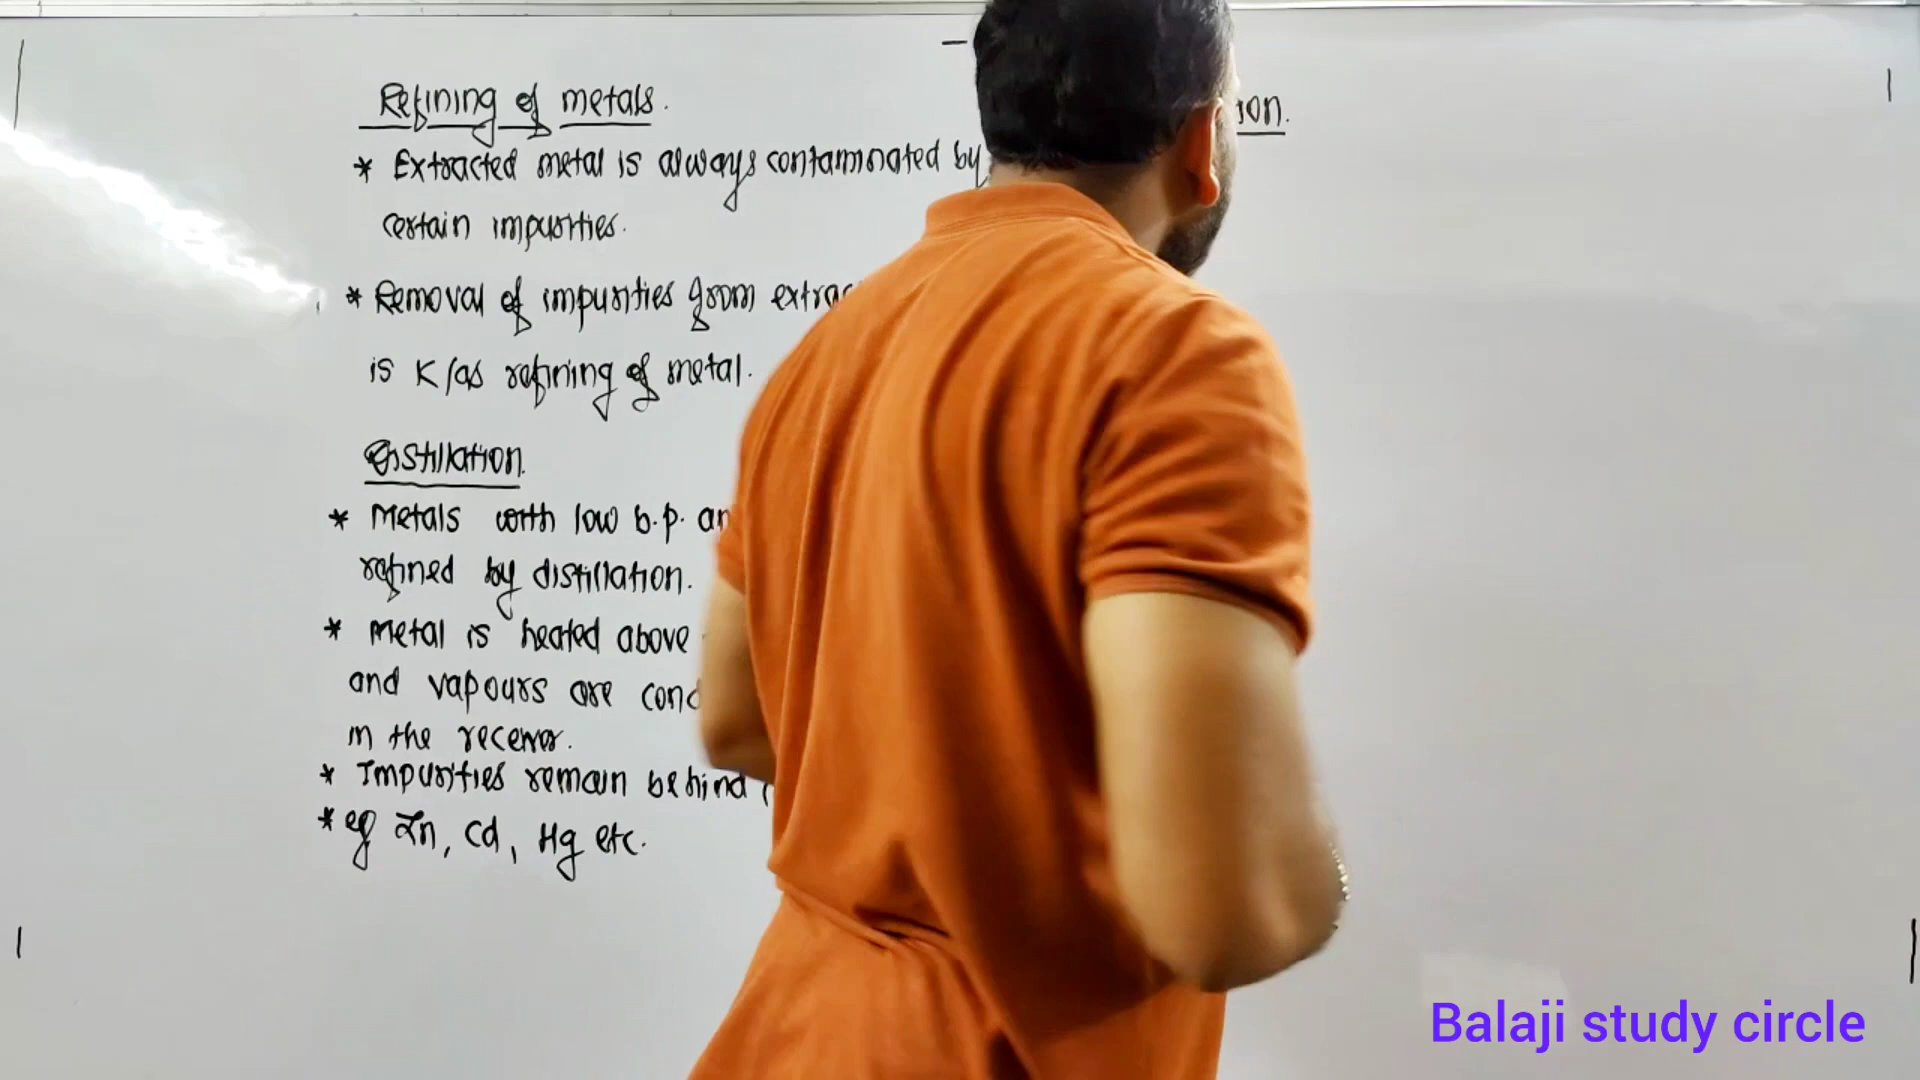 Refining of metals.
* Extracted metal is always contaminated by
certain impurities.
* Removal of impurities from extrac
is K/as refining of metal.
Distillation.
* Metals with low b.p. an
refined by distillation.
* Metal is heated above
and vapours are cond
in the receiver.
* Impurities remain behind
* eg Zn, Cd, Hg etc.
ion.
Balaji study circle